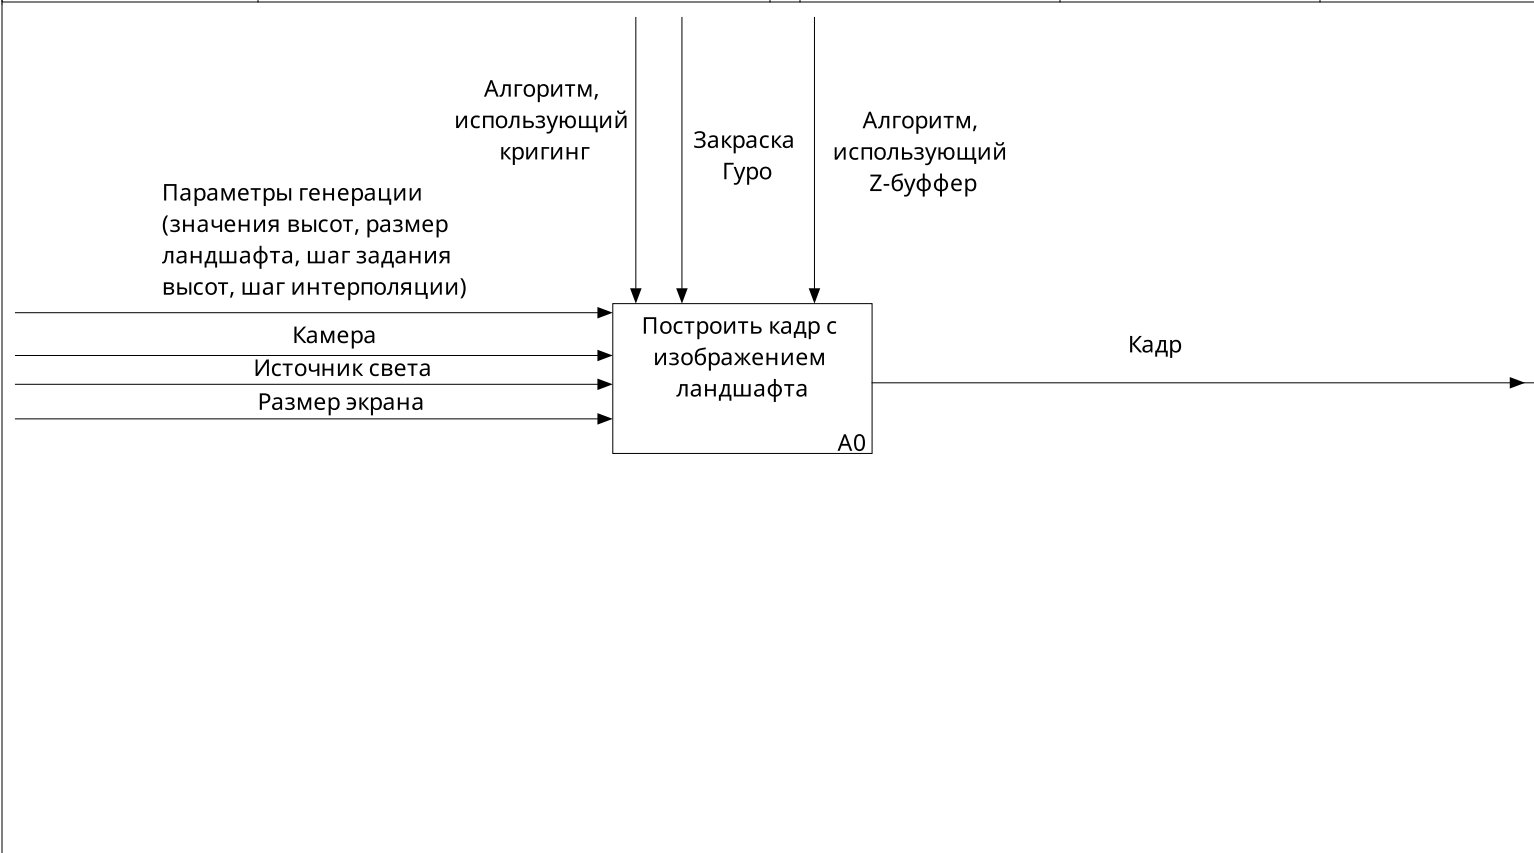 Алгоритм,
использующий
кригинг
Закраска
Гуро
Алгоритм,
использующий
Z-буффер
Параметры генерации
(значения высот, размер
ландшафта, шаг задания
высот, шаг интерполяции)
Камера
Источник света
Размер экрана
Построить кадр с
изображением
ландшафта
A0
Кадр